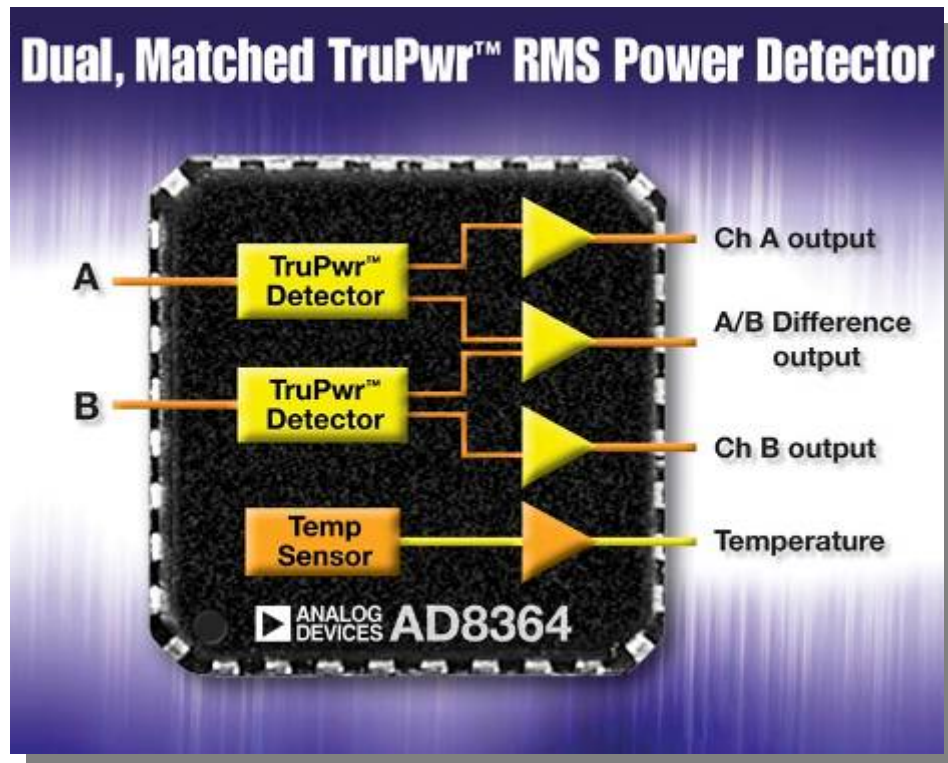 Dual, Matched TruPwr™ RMS Power Detector
A
TruPwr™
Detector
Ch A output
A/B Difference
output
B
TruPwr™
Detector
Ch B output
Temp
Sensor
Temperature
ANALOG
DEVICES
AD8364